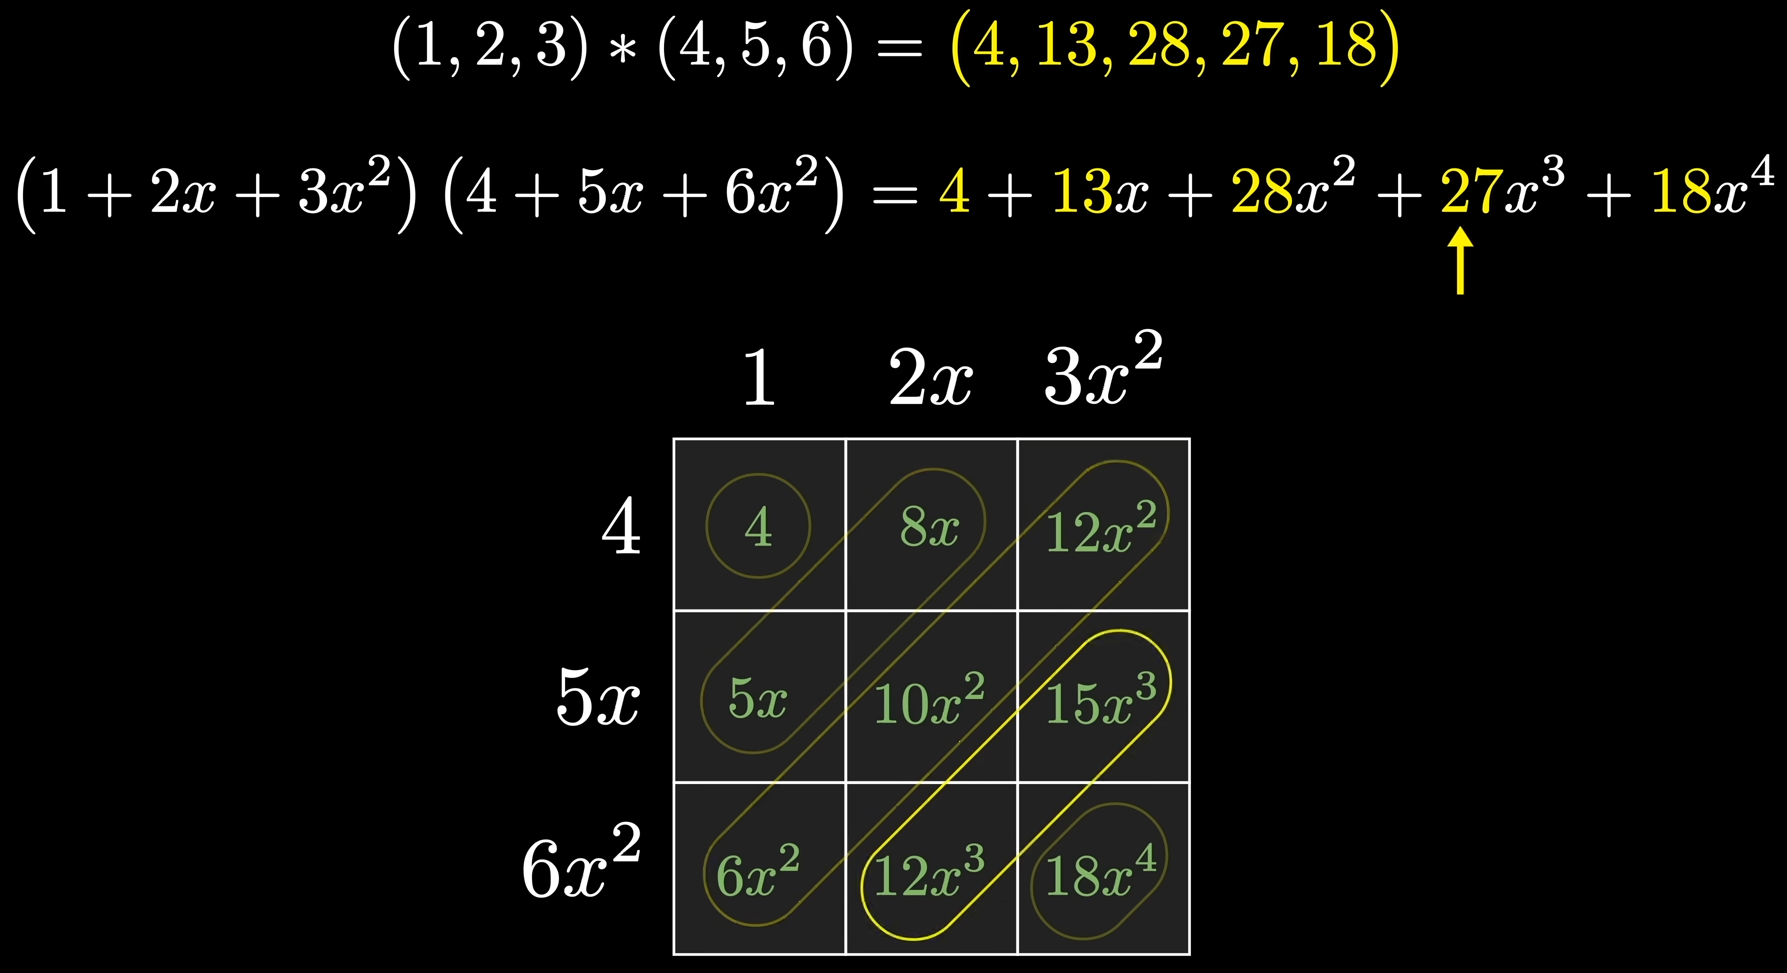 (1, 2, 3) * (4, 5, 6) = (4, 13, 28, 27, 18)
(1 + 2x + 3x²) (4 + 5x + 6x²) = 4 + 13x + 28x² + 27x³ + 18x⁴
1 2x 3x²
4 4 8x 12x²
5x 5x 10x² 15x³
6x² 6x² 12x³ 18x⁴